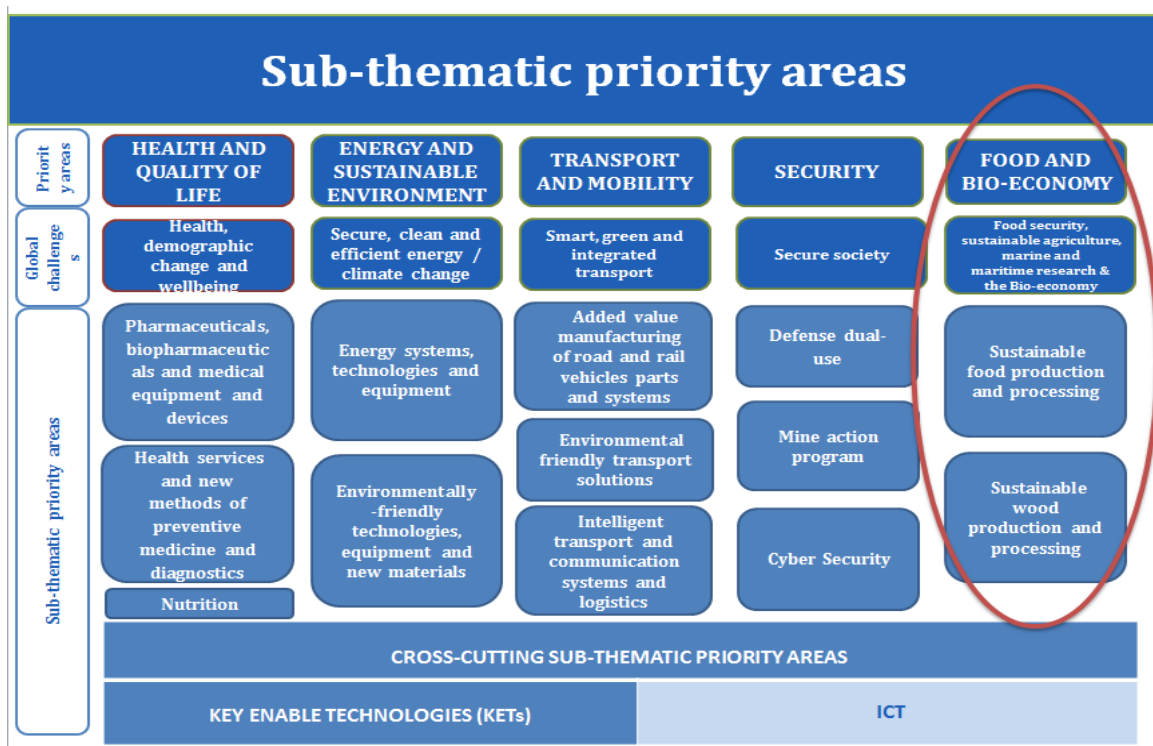 Sub-thematic priority areas
Priorit
y areas
HEALTH AND
QUALITY OF
LIFE
ENERGY AND
SUSTAINABLE
ENVIRONMENT
TRANSPORT
AND MOBILITY
SECURITY
FOOD AND
BIO-ECONOMY
Global
challenge
s
Health,
demographic
change and
wellbeing
Secure, clean and
efficient energy /
climate change
Smart, green and
integrated
transport
Secure society
Food security,
sustainable agriculture,
marine and
maritime research &
the Bio-economy
Sub-thematic priority areas
Pharmaceuticals,
biopharmaceutic
als and medical
equipment and
devices
Health services
and new
methods of
preventive
medicine and
diagnostics
Nutrition
Energy systems,
technologies and
equipment
Environmentally
-friendly
technologies,
equipment and
new materials
Added value
manufacturing
of road and rail
vehicles parts
and systems
Environmental
friendly transport
solutions
Intelligent
transport and
communication
systems and
logistics
Defense dual-
use
Mine action
program
Cyber Security
Sustainable
food production
and processing
Sustainable
wood
production and
processing
CROSS-CUTTING SUB-THEMATIC PRIORITY AREAS
KEY ENABLE TECHNOLOGIES (KETs)
ICT